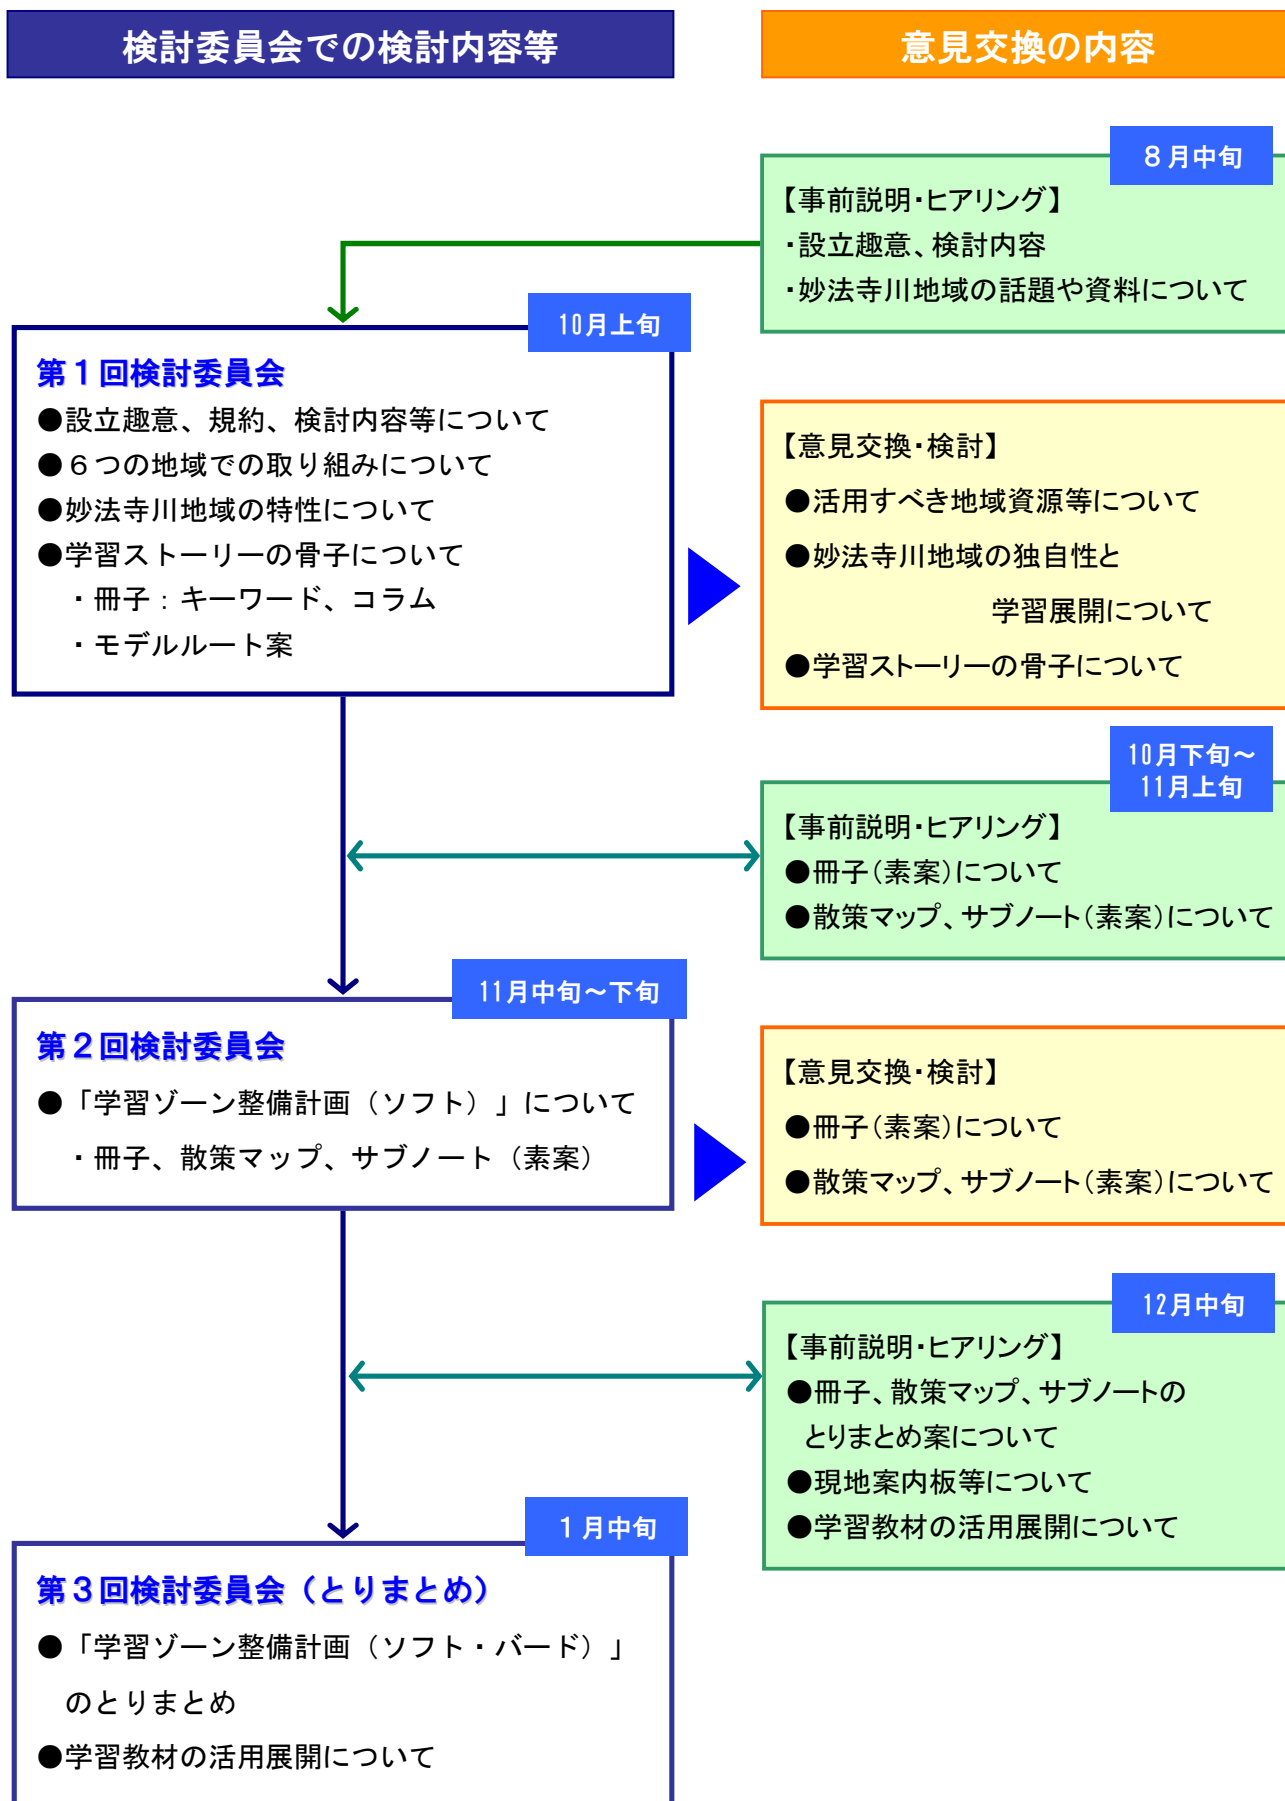 検討委員会での検討内容等
意見交換の内容
8月中旬
【事前説明・ヒアリング】
・設立趣意、検討内容
・妙法寺川地域の話題や資料について
10月上旬
第1回検討委員会
●設立趣意、規約、検討内容等について
●6つの地域での取り組みについて
●妙法寺川地域の特性について
●学習ストーリーの骨子について
・冊子：キーワード、コラム
・モデルルート案
【意見交換・検討】
●活用すべき地域資源等について
●妙法寺川地域の独自性と
学習展開について
●学習ストーリーの骨子について
10月下旬～
11月上旬
【事前説明・ヒアリング】
●冊子（素案）について
●散策マップ、サブノート（素案）について
11月中旬～下旬
第2回検討委員会
●「学習ゾーン整備計画（ソフト）」について
・冊子、散策マップ、サブノート（素案）
【意見交換・検討】
●冊子（素案）について
●散策マップ、サブノート（素案）について
12月中旬
【事前説明・ヒアリング】
●冊子、散策マップ、サブノートの
とりまとめ案について
●現地案内板等について
●学習教材の活用展開について
1月中旬
第3回検討委員会（とりまとめ）
●「学習ゾーン整備計画（ソフト・バード）」
のとりまとめ
●学習教材の活用展開について